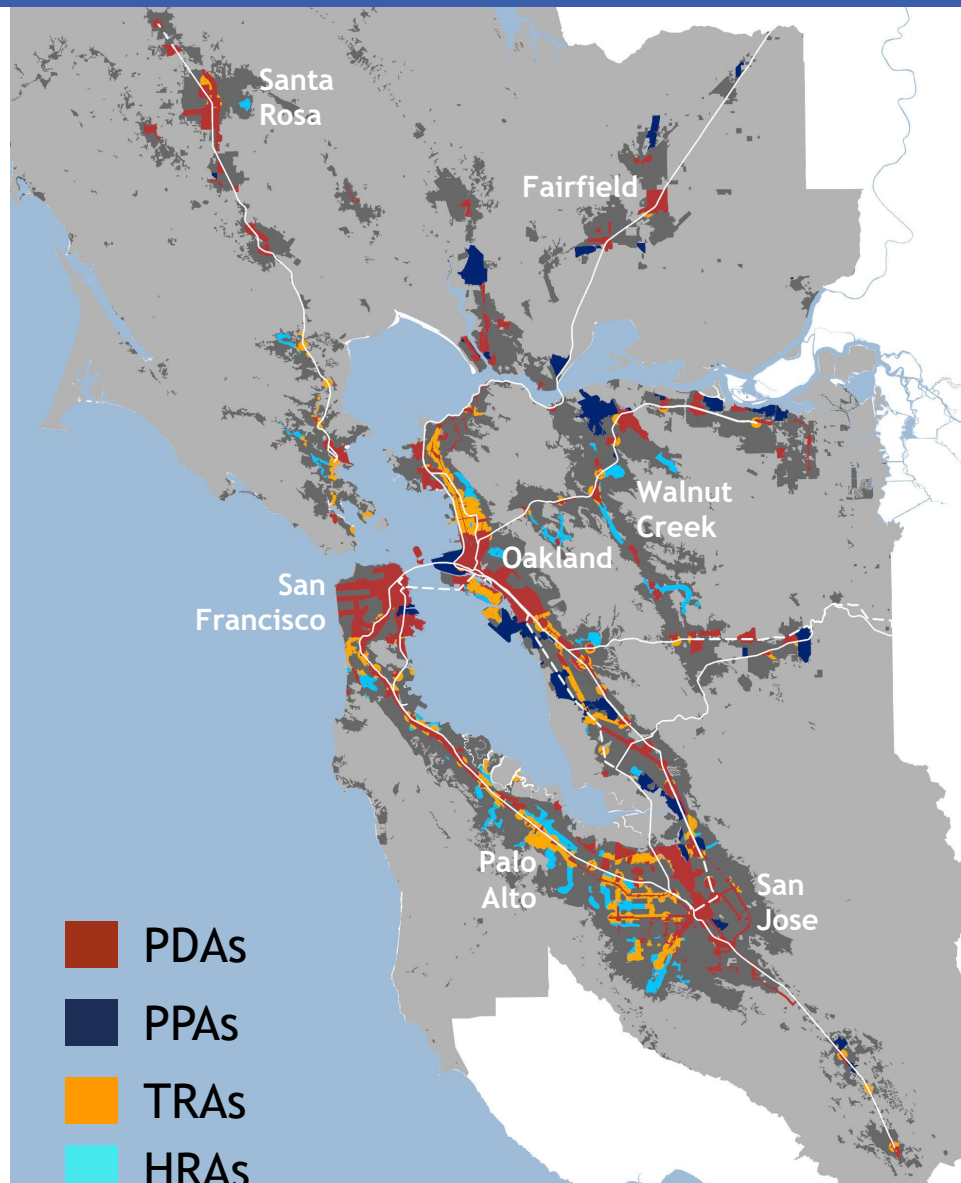 Santa
Rosa
Fairfield
Walnut
Creek
Oakland
San
Francisco
Palo
Alto
San
Jose
PDAs
PPAs
TRAs
HRAs